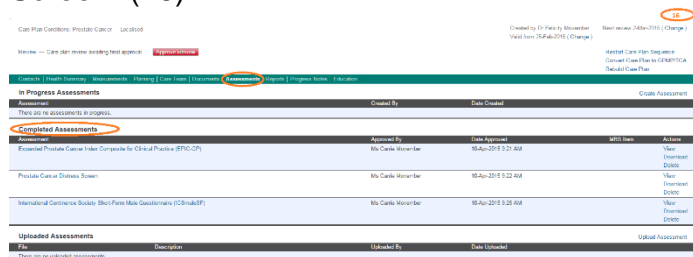 16
Care Plan Conditions: Prostate Cancer Localised
Created by Dr Felicity Movember
Next review 2-Mar-2015 ( Change )
Valid from 25-Feb-2015 ( Change )
Review — Care plan review awaiting final approval Approve Review
Restart Care Plan Sequence
Convert Care Plan to GPMP/TCA
Rebuild Care Plan
Contacts | Health Summary Measurements Planning | Care Team | Documents Assessments Reports | Progress Notes Education
In Progress Assessments Create Assessment
Assessment Created By Date Created
There are no assessments in progress.
Completed Assessments
Assessment Approved By Date Approved MBS Item Actions
Expanded Prostate Cancer Index Composite for Clinical Practice (EPIC-CP) Ms Carrie Movember 16-Apr-2015 9:21 AM View
Download
Delete
Prostate Cancer Distress Screen Ms Carrie Movember 16-Apr-2015 9:22 AM View
Download
Delete
International Continence Society Short-Form Male Questionnaire (ICSmaleSF) Ms Carrie Movember 16-Apr-2015 9:25 AM View
Download
Delete
Uploaded Assessments Upload Assessment
File Description Uploaded By Date Uploaded
There are no uploaded assessments